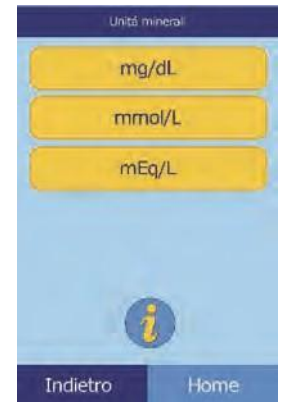 Unità minerali
mg/dL
mmol/L
mEq/L
i
Indietro Home